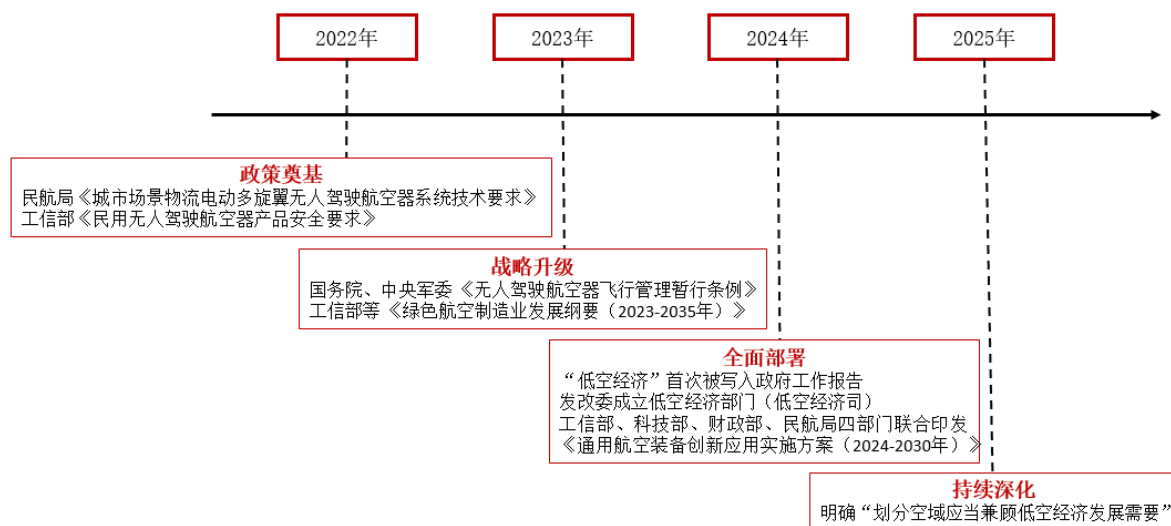 2022年
2023年
2024年
2025年
政策奠基
民航局《城市场景物流电动多旋翼无人驾驶航空器系统技术要求》
工信部《民用无人驾驶航空器产品安全要求》
战略升级
国务院、中央军委《无人驾驶航空器飞行管理暂行条例》
工信部等《绿色航空制造业发展纲要（2023-2035年）》
全面部署
“低空经济”首次被写入政府工作报告
发改委成立低空经济部门（低空经济司）
工信部、科技部、财政部、民航局四部门联合印发
《通用航空装备创新应用实施方案（2024-2030年）》
持续深化
明确“划分空域应当兼顾低空经济发展需要”